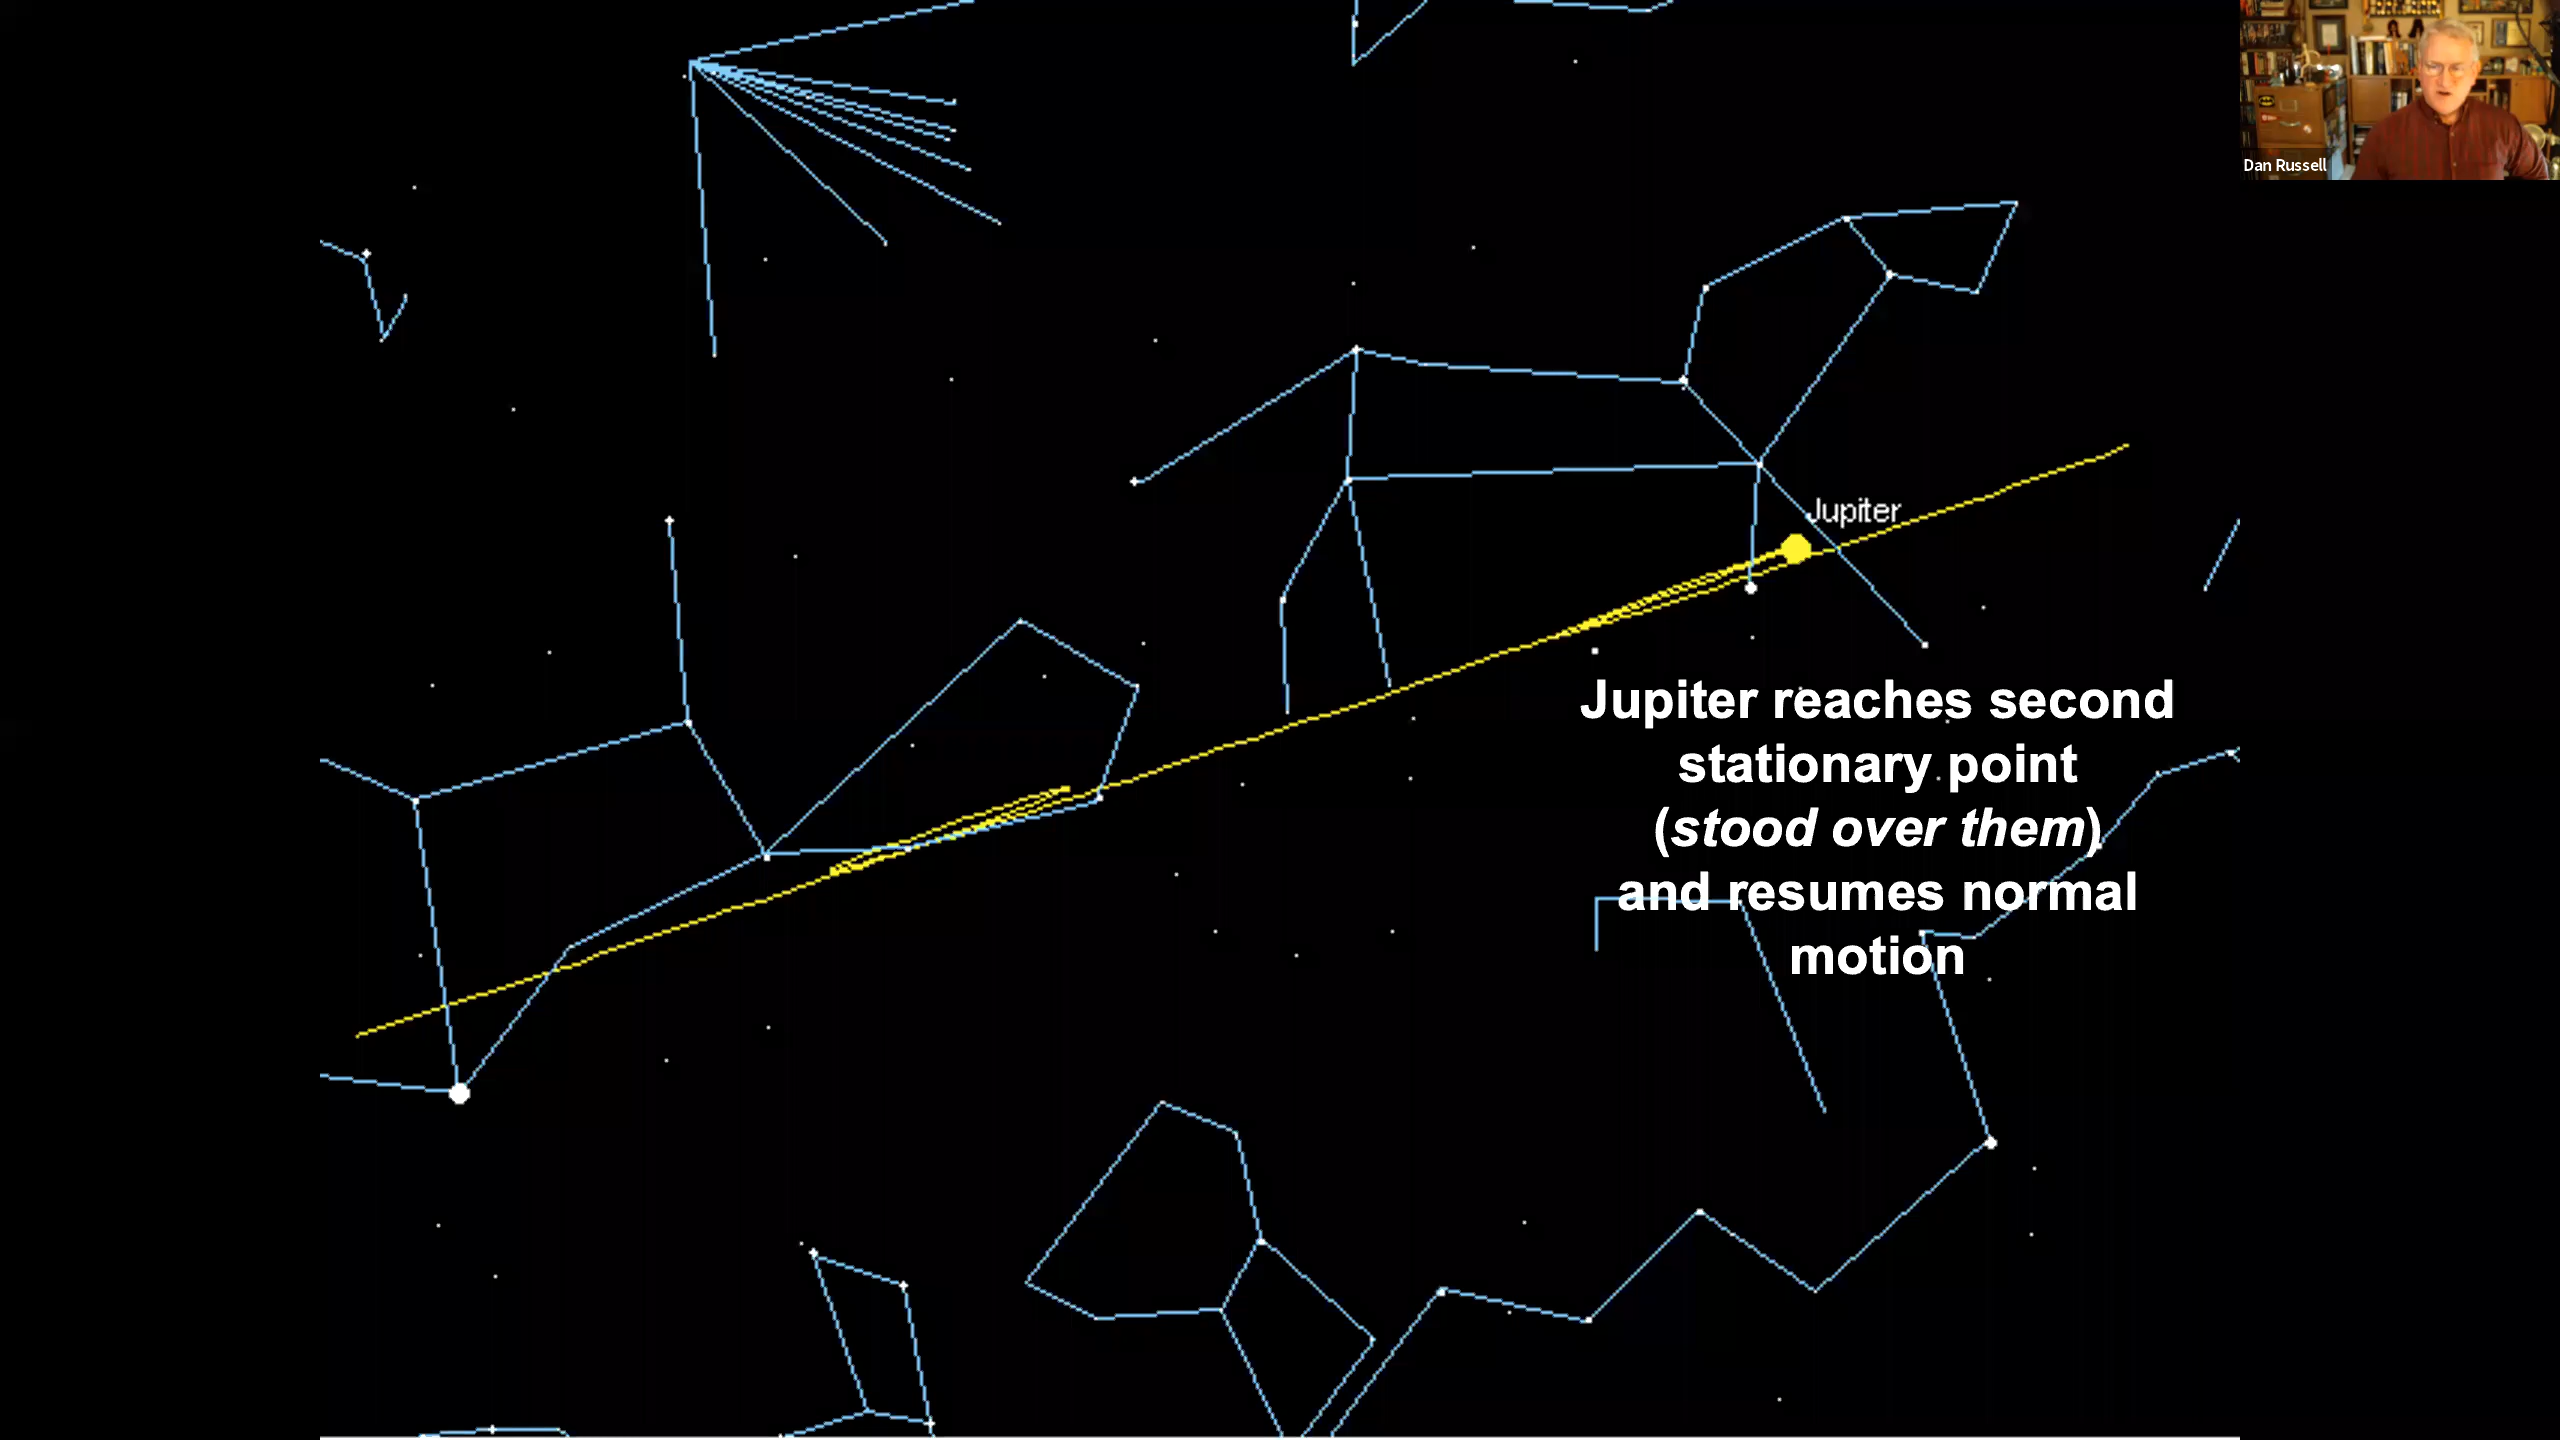 Dan Russell
Jupiter
Jupiter reaches second
stationary point
(stood over them)
and resumes normal
motion